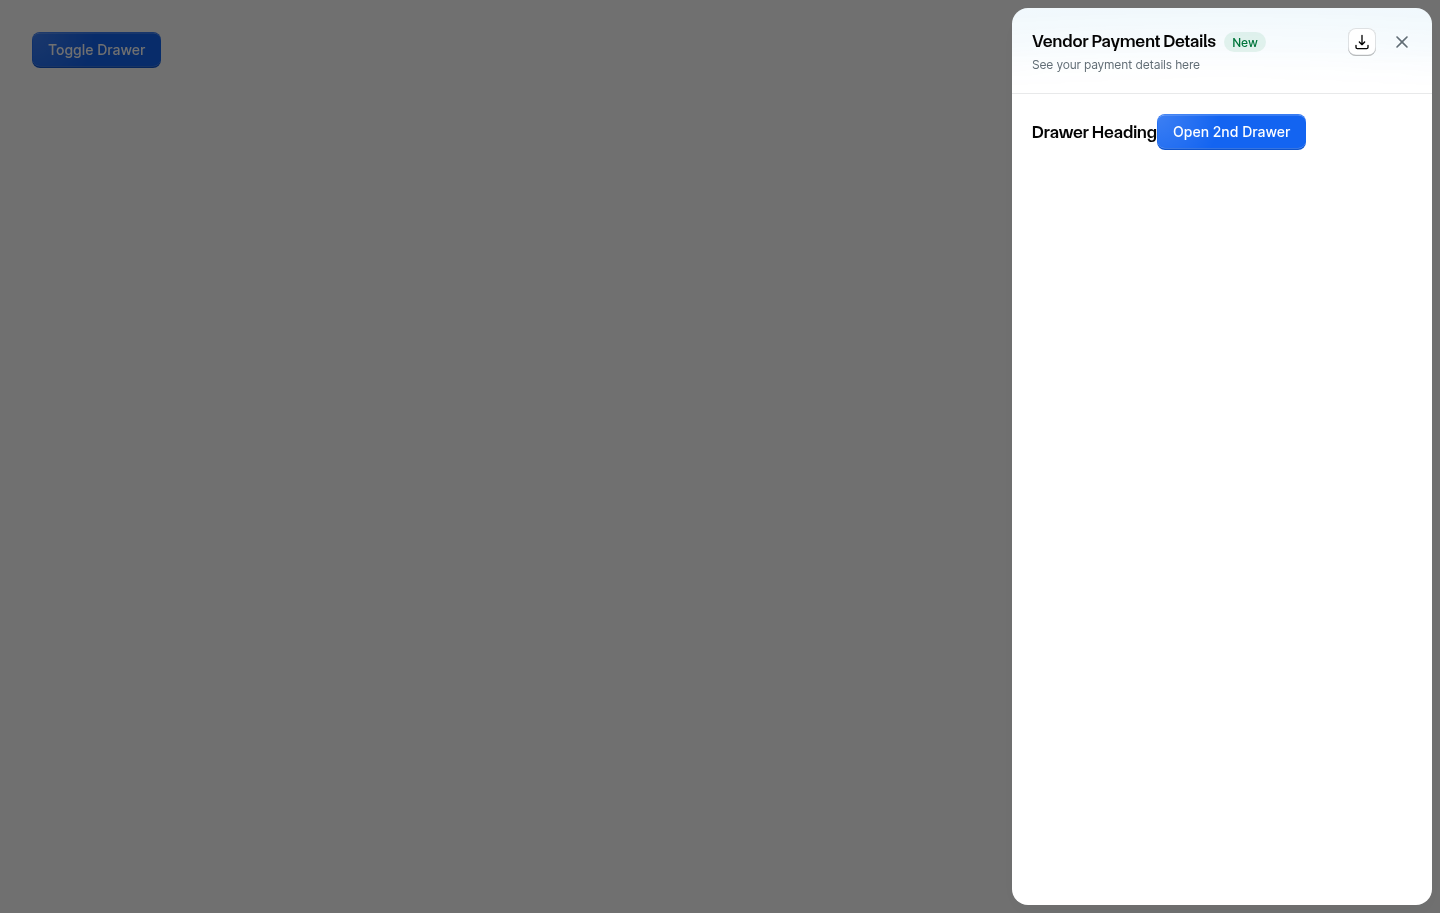 Toggle Drawer
Vendor Payment Details New
See your payment details here
Drawer Heading Open 2nd Drawer